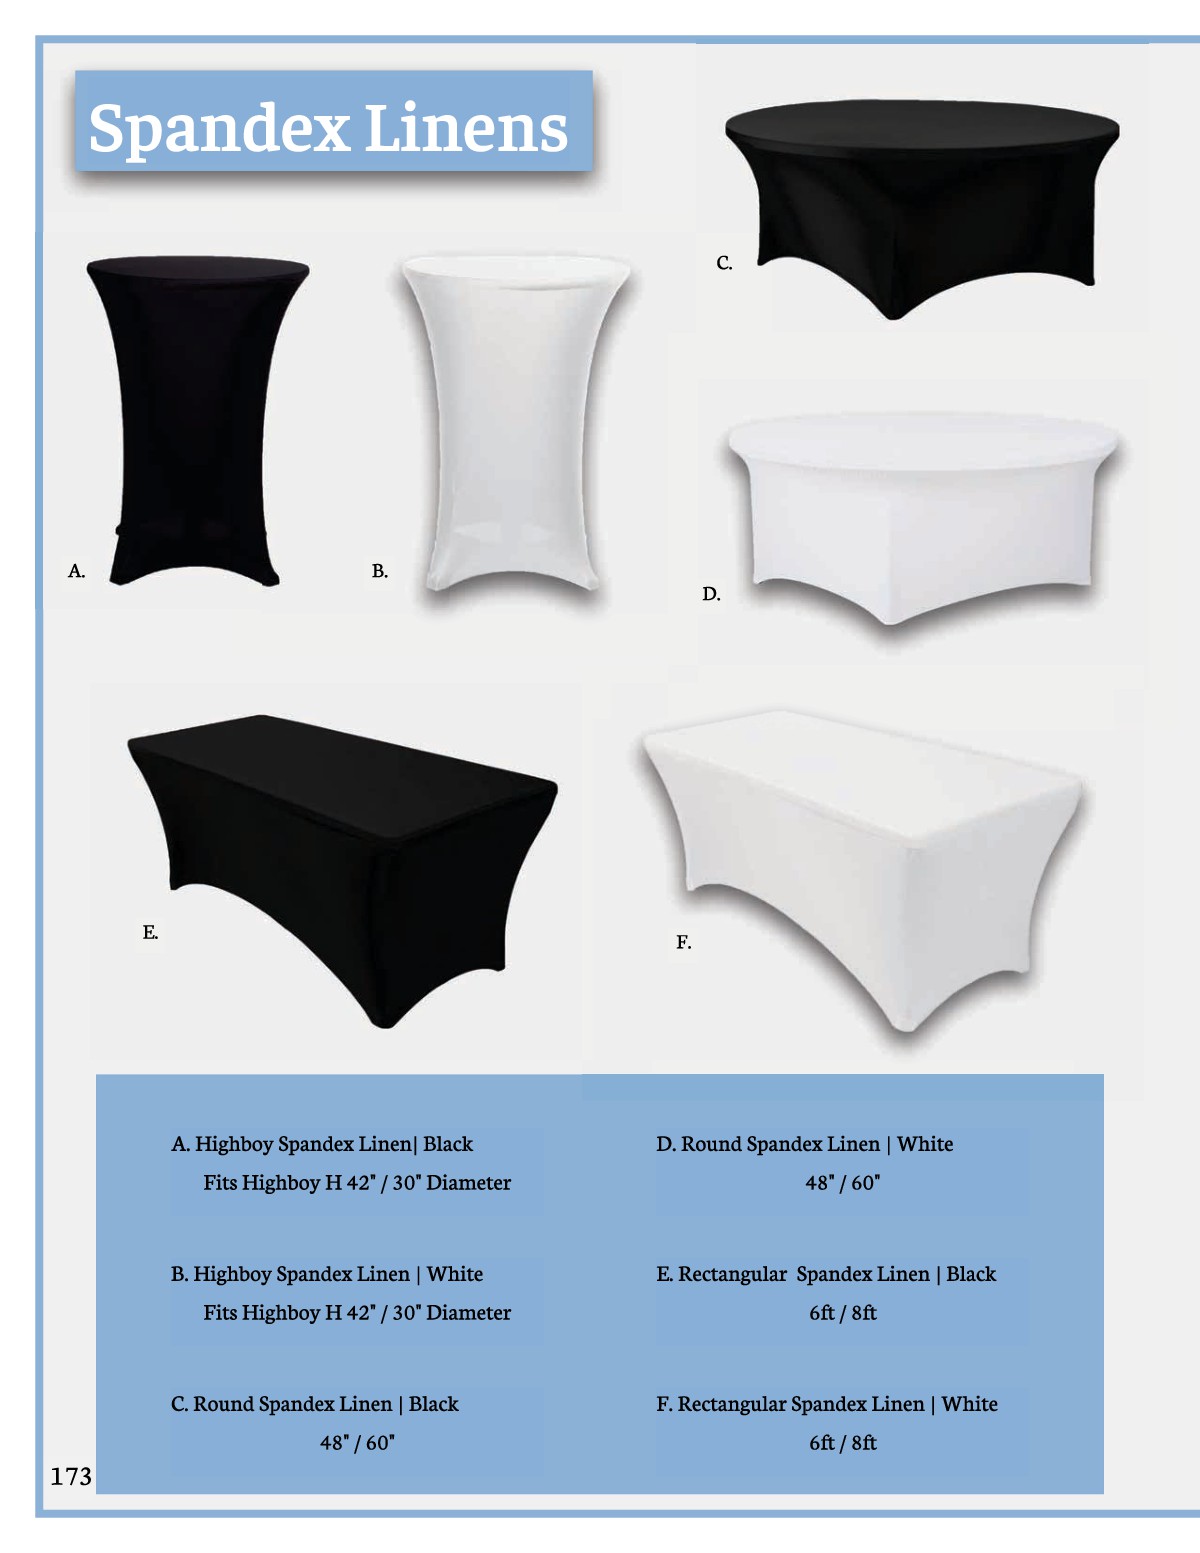 Spandex Linens
C.
A.
B.
D.
E.
F.
A. Highboy Spandex Linen| Black
Fits Highboy H 42" / 30" Diameter
B. Highboy Spandex Linen | White
Fits Highboy H 42" / 30" Diameter
C. Round Spandex Linen | Black
48" / 60"
D. Round Spandex Linen | White
48" / 60"
E. Rectangular  Spandex Linen | Black
6ft / 8ft
F. Rectangular Spandex Linen | White
6ft / 8ft
173